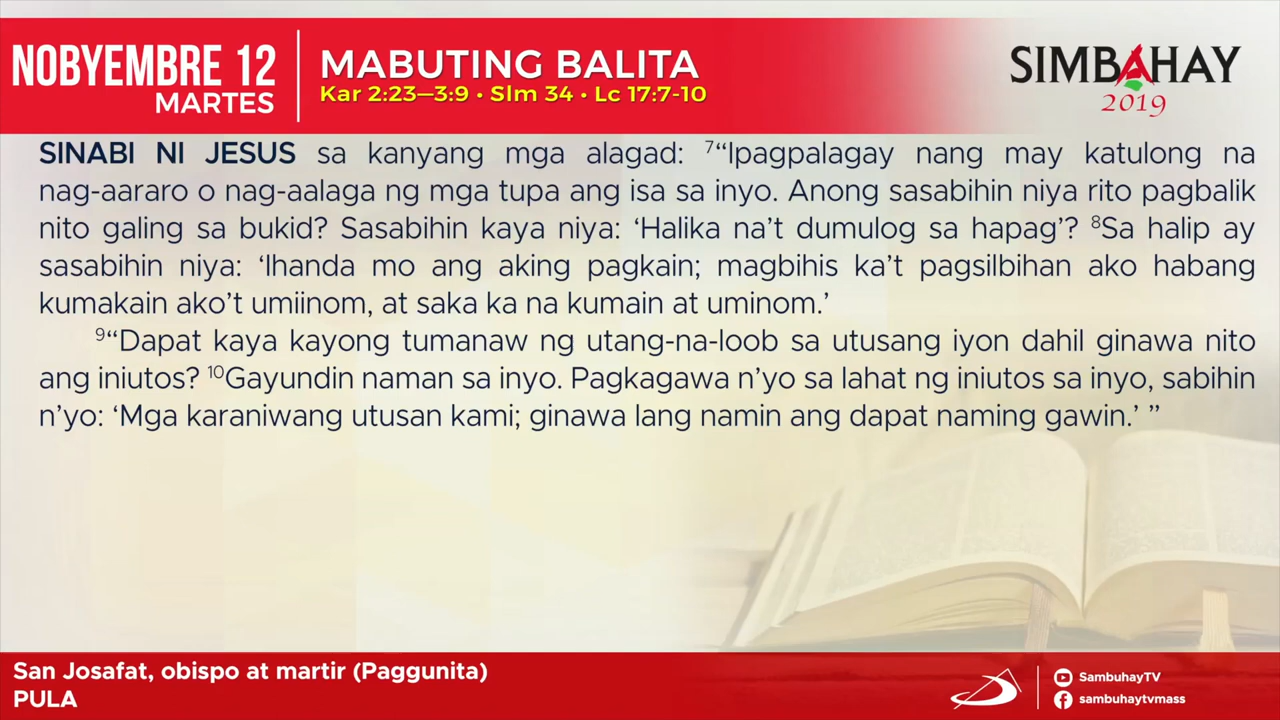 NOBYEMBRE 12
MARTES
MABUTING BALITA
Kar 2:23—3:9 • Slm 34 • Lc 17:7-10
SIMBAHAY
2019
SINABI NI JESUS sa kanyang mga alagad: ⁷“Ipagpalagay nang may katulong na
nag-aararo o nag-aalaga ng mga tupa ang isa sa inyo. Anong sasabihin niya rito pagbalik
nito galing sa bukid? Sasabihin kaya niya: ‘Halika na’t dumulog sa hapag’? ⁸Sa halip ay
sasabihin niya: ‘Ihanda mo ang aking pagkain; magbihis ka’t pagsilbihan ako habang
kumakain ako’t umiinom, at saka ka na kumain at uminom.’
⁹“Dapat kaya kayong tumanaw ng utang-na-loob sa utusang iyon dahil ginawa nito
ang iniutos? ¹⁰Gayundin naman sa inyo. Pagkagawa n’yo sa lahat ng iniutos sa inyo, sabihin
n’yo: ‘Mga karaniwang utusan kami; ginawa lang namin ang dapat naming gawin.’ ”
San Josafat, obispo at martir (Paggunita)
PULA
SambuhayTV
sambuhaytvmass